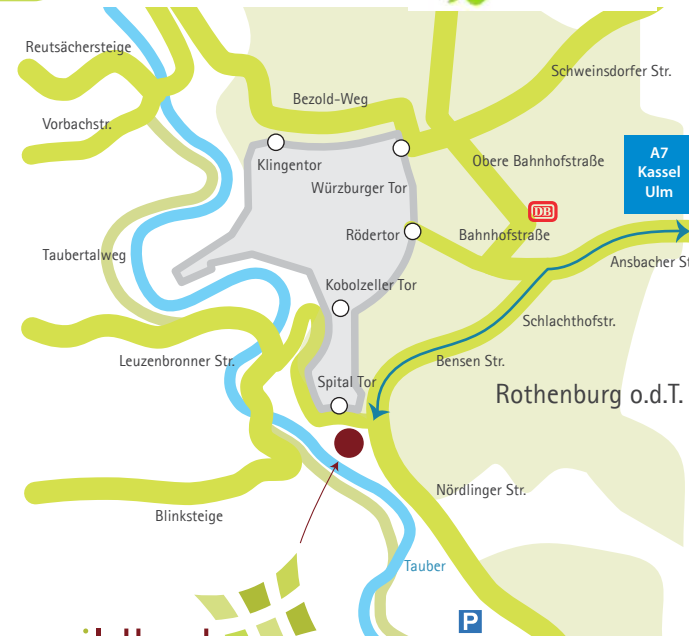 Reutsächersteige
Schweinsdorfer Str.
Bezold-Weg
Vorbachstr.
A7
Kassel
Ulm
Klingentor
Obere Bahnhofstraße
Würzburger Tor
DB
Rödertor
Bahnhofstraße
Taubertalweg
Ansbacher St
Kobolzeller Tor
Schlachthofstr.
Leuzenbronner Str.
Bensen Str.
Spital Tor
Rothenburg o.d.T.
Nördlinger Str.
Blinksteige
Tauber
P